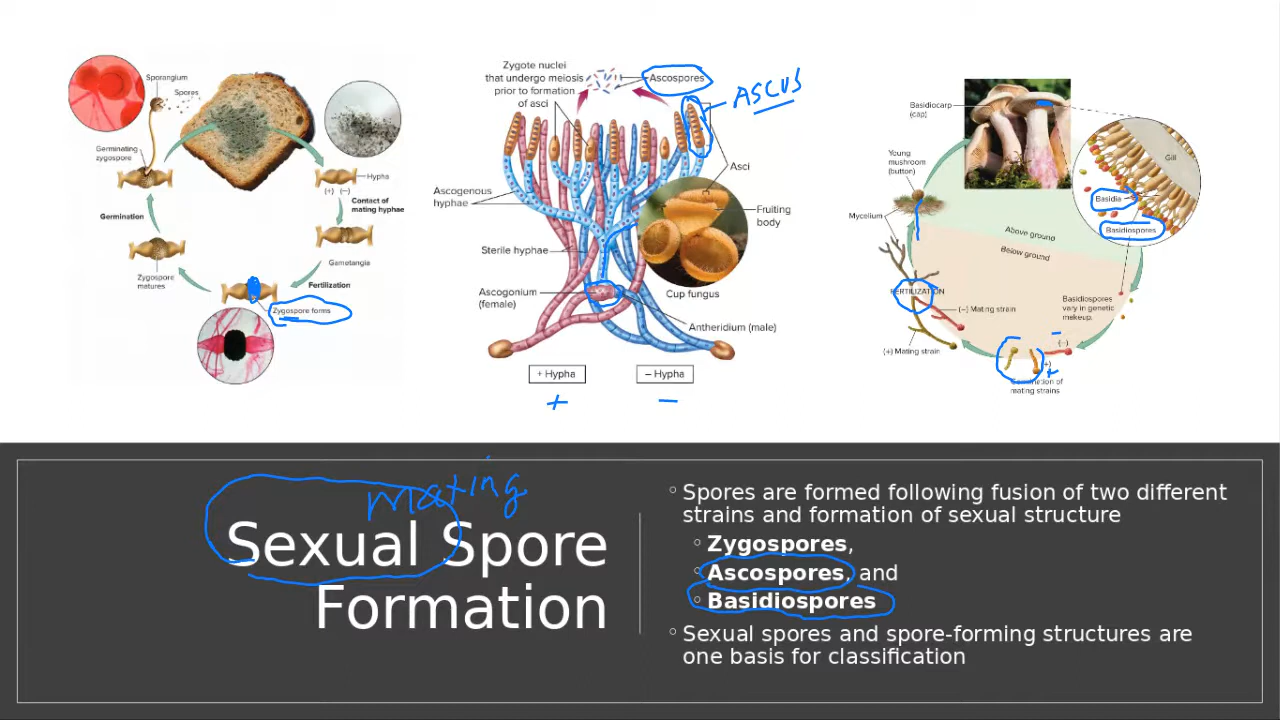 Sporangium
Spores
Germinating
zygospore
Hypha
(+) (−)
Contact of
mating hyphae
Germination
Gametangia
Fertilization
Zygospore
matures
Zygospore forms
Zygote nuclei
that undergo meiosis
prior to formation
of asci
Ascospores
ASCUS
Asci
Ascogenous
hyphae
Fruiting
body
Sterile hyphae
Cup fungus
Ascogonium
(female)
Antheridium (male)
+ Hypha
− Hypha
+
−
Basidiocarp
(cap)
Gill
Young
mushroom
(button)
Basidia
Basidiospores
Mycelium
Above ground
Below ground
FERTILIZATION
Basidiospores
vary in genetic
makeup.
(−) Mating strain
(+) Mating strain
−
(−)
(+)
+
mating strains
mating
Sexual Spore
Formation
◦ Spores are formed following fusion of two different
strains and formation of sexual structure
◦ Zygospores,
◦ Ascospores, and
◦ Basidiospores
◦ Sexual spores and spore-forming structures are
one basis for classification